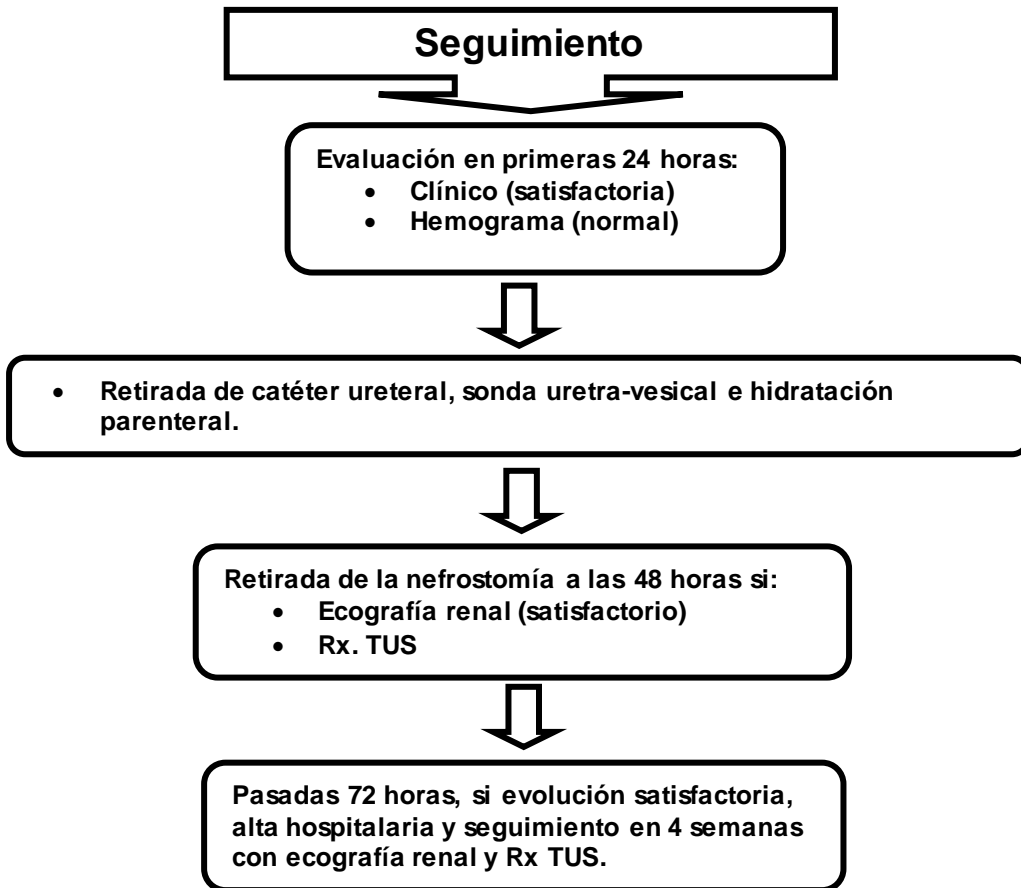 Seguimiento
Evaluación en primeras 24 horas:
• Clínico (satisfactoria)
• Hemograma (normal)
• Retirada de catéter ureteral, sonda uretra-vesical e hidratación
parenteral.
Retirada de la nefrostomía a las 48 horas si:
• Ecografía renal (satisfactorio)
• Rx. TUS
Pasadas 72 horas, si evolución satisfactoria,
alta hospitalaria y seguimiento en 4 semanas
con ecografía renal y Rx TUS.